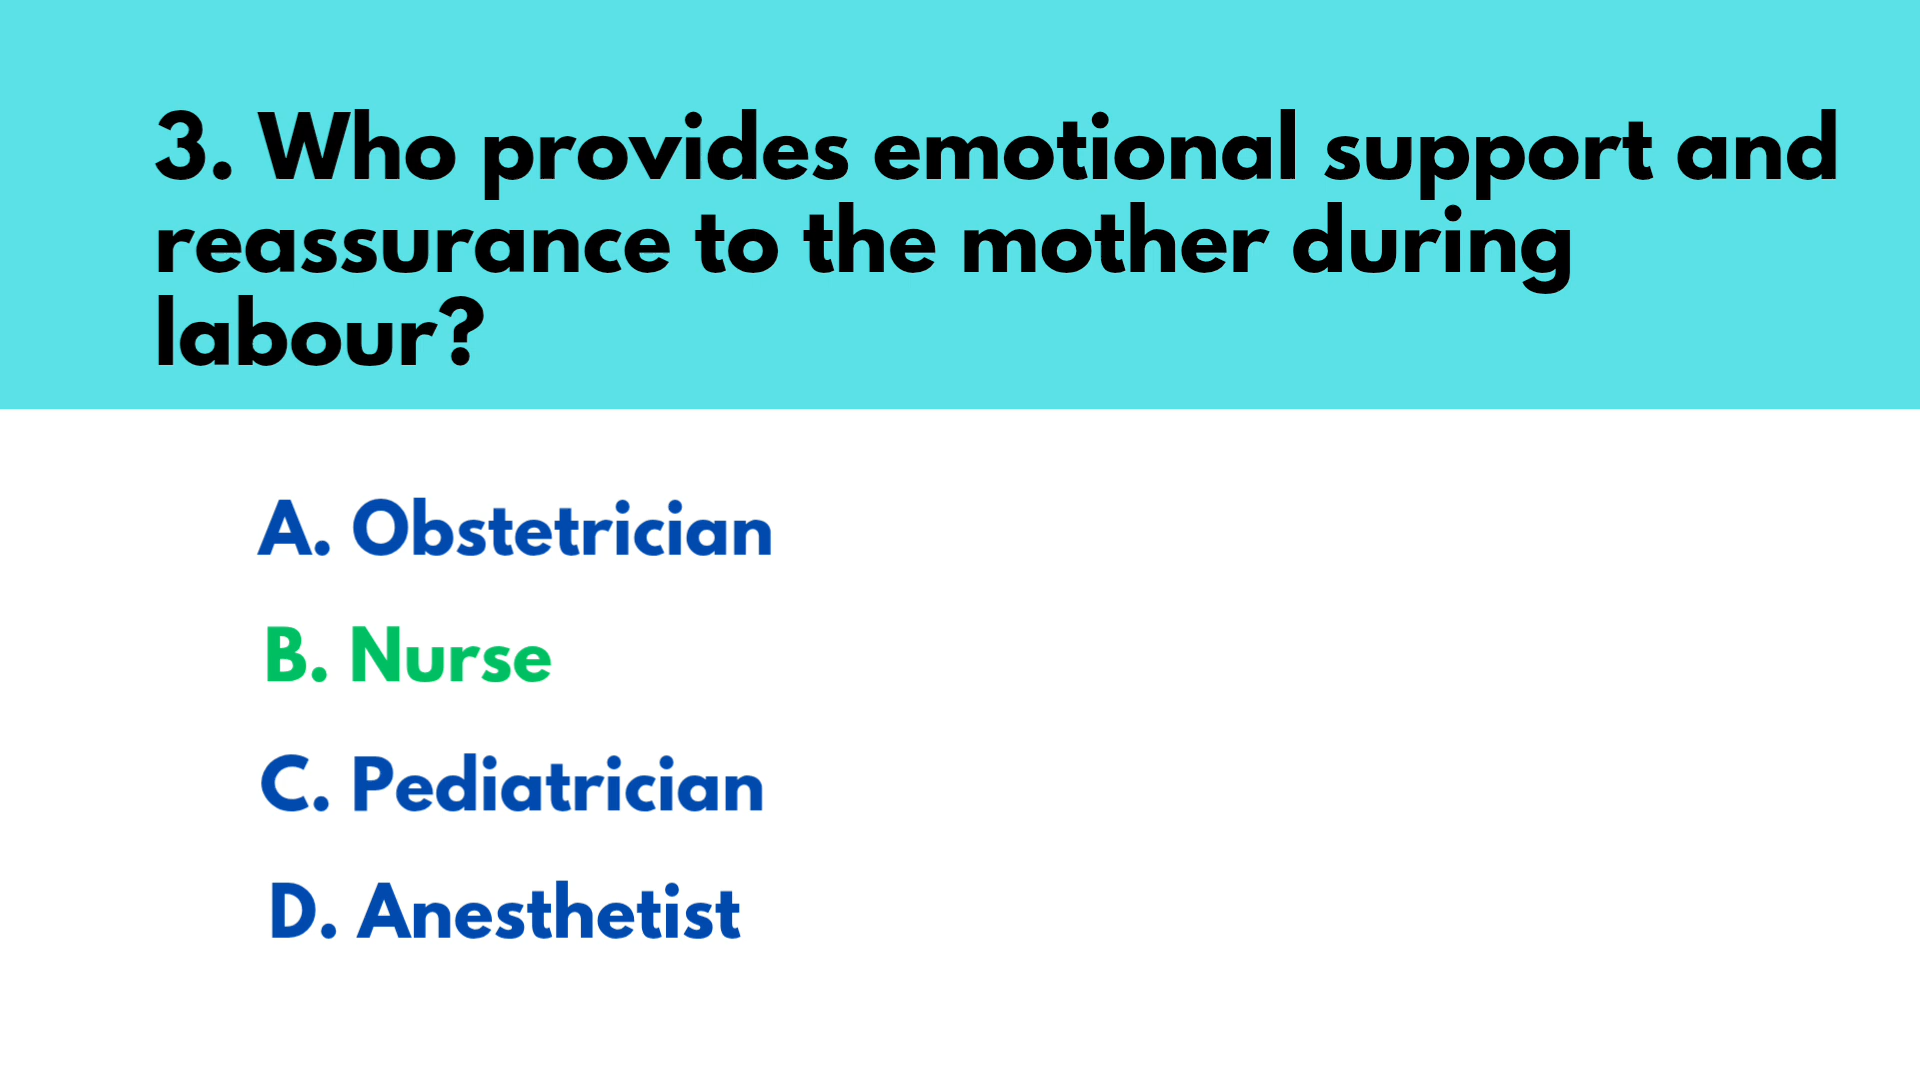 3. Who provides emotional support and
reassurance to the mother during
labour?
A. Obstetrician
B. Nurse
C. Pediatrician
D. Anesthetist